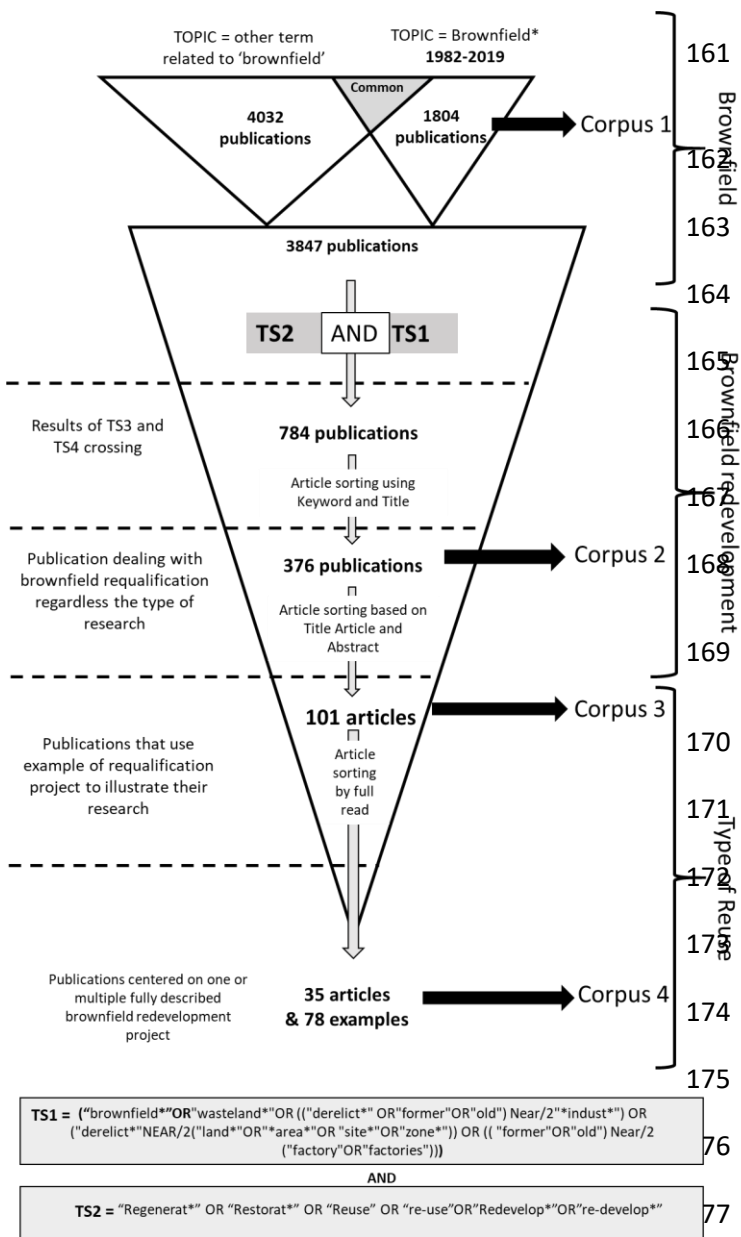 TOPIC = other term
related to ‘brownfield’
TOPIC = Brownfield*
1982-2019
161
Common
4032
publications
1804
publications
Corpus 1
162
Brownfield
163
3847 publications
164
TS2 AND TS1
165
Results of TS3 and
TS4 crossing
784 publications
166
Article sorting using
Keyword and Title
167
Brownfield redevelopment
Publication dealing with
brownfield requalification
regardless the type of
research
376 publications
Corpus 2
168
Article sorting based on
Title Article and
Abstract
169
101 articles
Corpus 3
170
Publications that use
example of requalification
project to illustrate their
research
Article
sorting
by full
read
171
172
Type of Reuse
173
Publications centered on one or
multiple fully described
brownfield redevelopment
project
35 articles
& 78 examples
Corpus 4
174
175
TS1 = (“brownfield*”OR"wasteland*"OR (("derelict*" OR"former"OR"old") Near/2"*indust*") OR
("derelict*"NEAR/2("land*"OR"*area*"OR "site*"OR"zone*")) OR (( "former"OR"old") Near/2
("factory"OR"factories")))
76
AND
TS2 = “Regenerat*” OR “Restorat*” OR “Reuse” OR “re-use”OR”Redevelop*”OR”re-develop*”
77